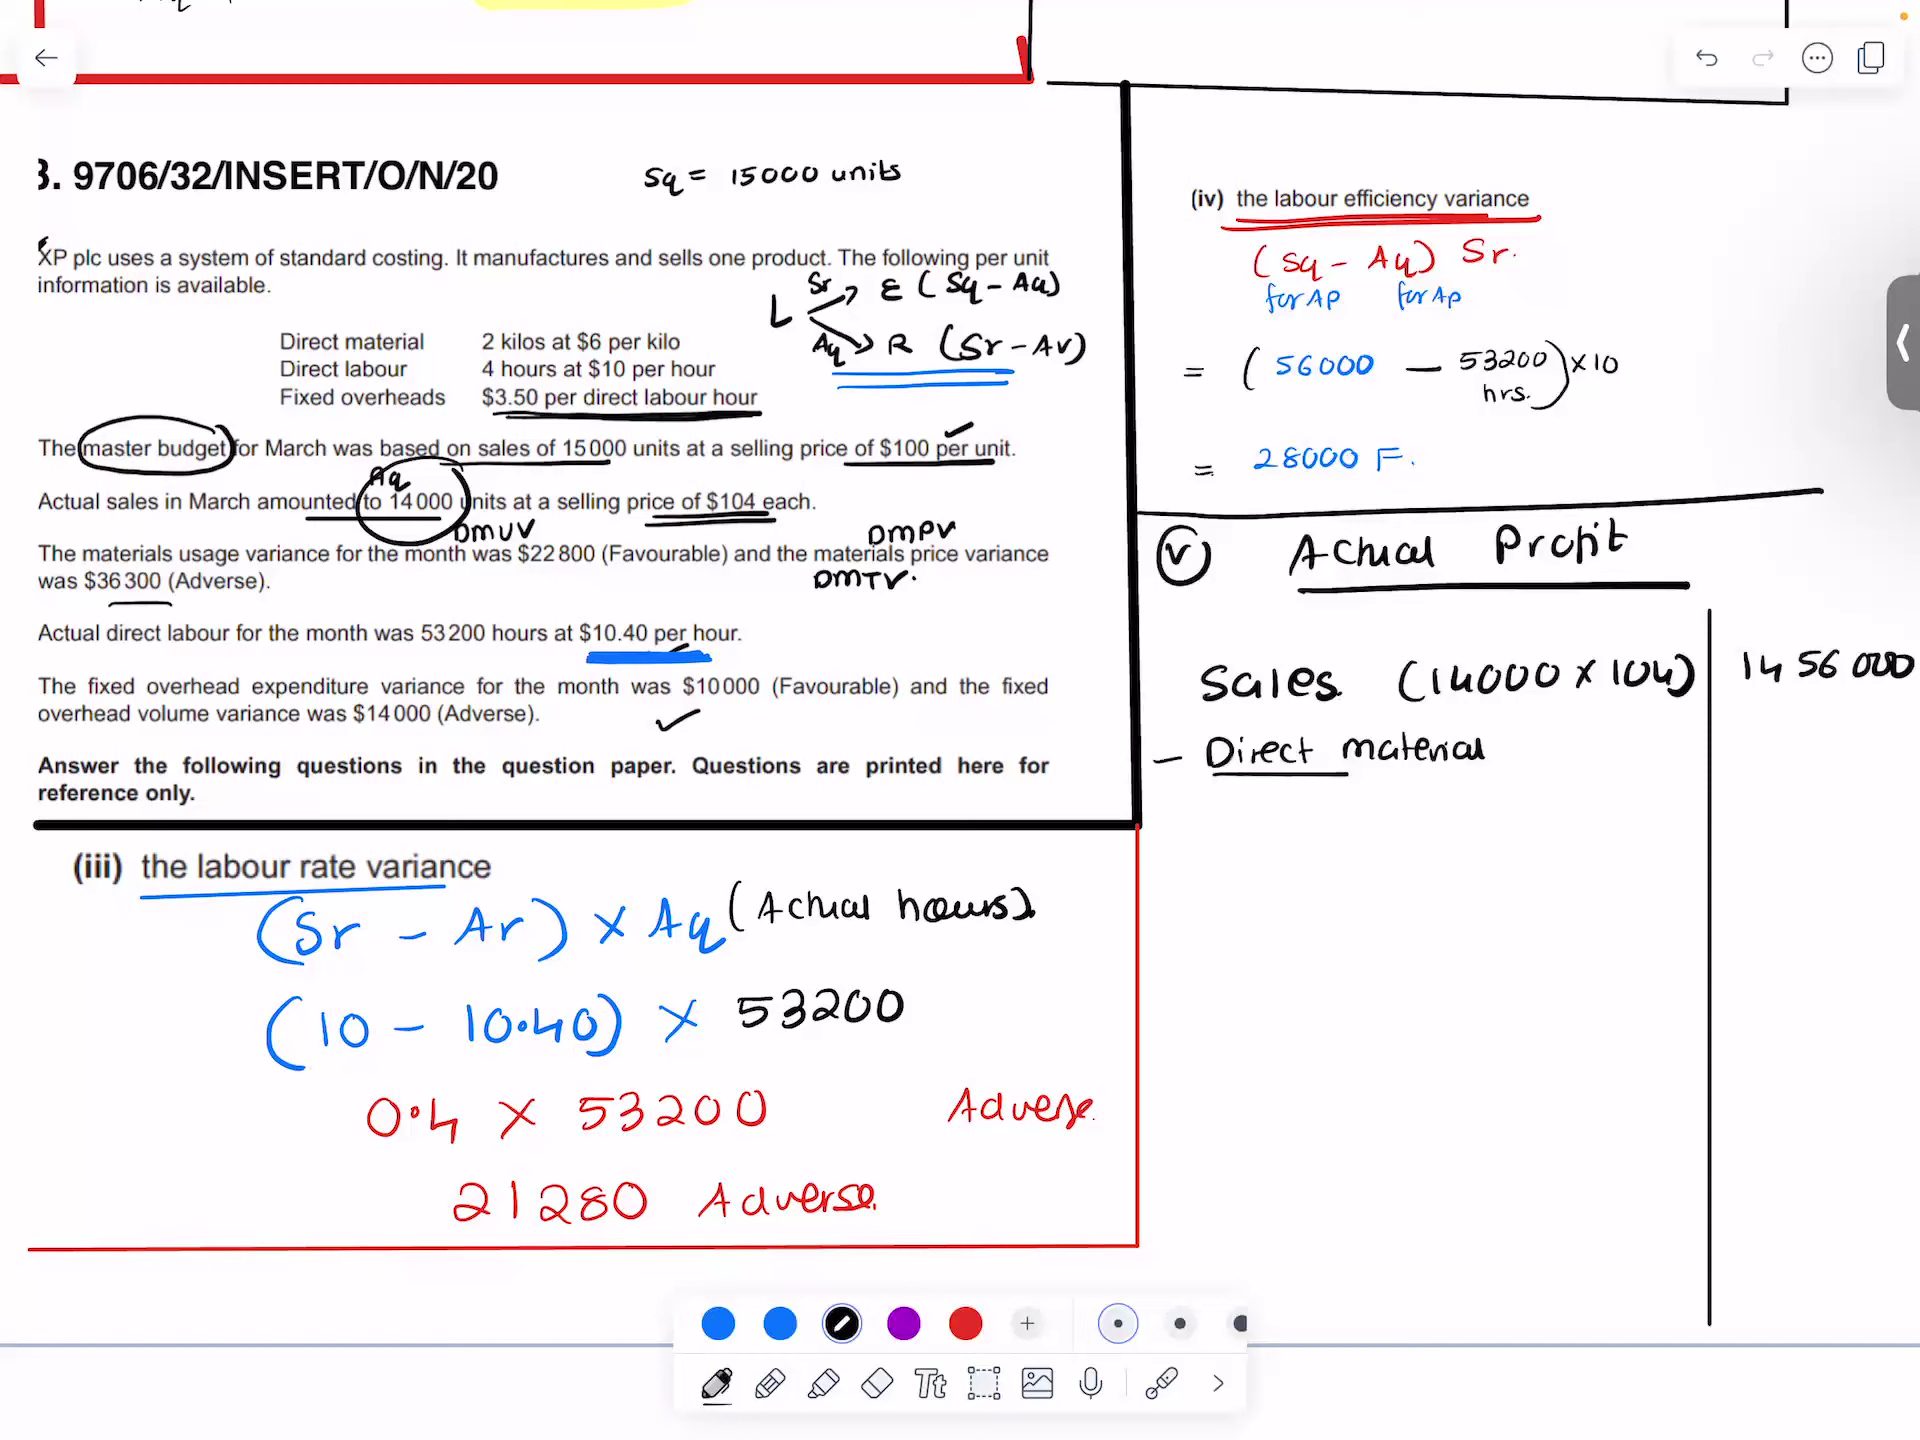 3. 9706/32/INSERT/O/N/20
Sq = 15000 units
XP plc uses a system of standard costing. It manufactures and sells one product. The following per unit
information is available.
L Sr E (Sq - Aq)
Aq R (Sr - Ar)
Direct material 2 kilos at $6 per kilo
Direct labour 4 hours at $10 per hour
Fixed overheads $3.50 per direct labour hour
The master budget for March was based on sales of 15 000 units at a selling price of $100 per unit.
Aq
Actual sales in March amounted to 14 000 units at a selling price of $104 each.
DMUV DMPV
The materials usage variance for the month was $22 800 (Favourable) and the materials price variance
was $36 300 (Adverse).
DMTV.
Actual direct labour for the month was 53 200 hours at $10.40 per hour.
The fixed overhead expenditure variance for the month was $10 000 (Favourable) and the fixed
overhead volume variance was $14 000 (Adverse).
Answer the following questions in the question paper. Questions are printed here for
reference only.
(iii) the labour rate variance
(Sr - Ar) × Aq (Actual hours).
(10 - 10.40) × 53200
0.4 × 53200 Adverse.
21280 Adverse.
(iv) the labour efficiency variance
(Sq - Aq) Sr.
for AP for AP
= (56000 - 53200 hrs.) × 10
= 28000 F.
(v) Actual Profit
Sales (14000 × 104) 1456000
- Direct material
Tt